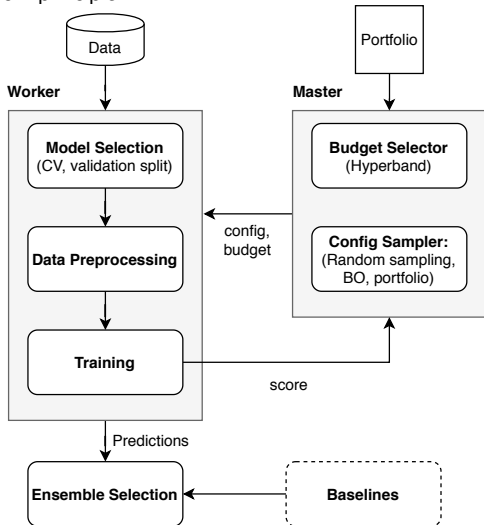 Data
Portfolio
Worker
Master
Model Selection
(CV, validation split)
Budget Selector
(Hyperband)
config,
budget
Data Preprocessing
Config Sampler:
(Random sampling,
BO, portfolio)
Training
score
Predictions
Ensemble Selection
Baselines